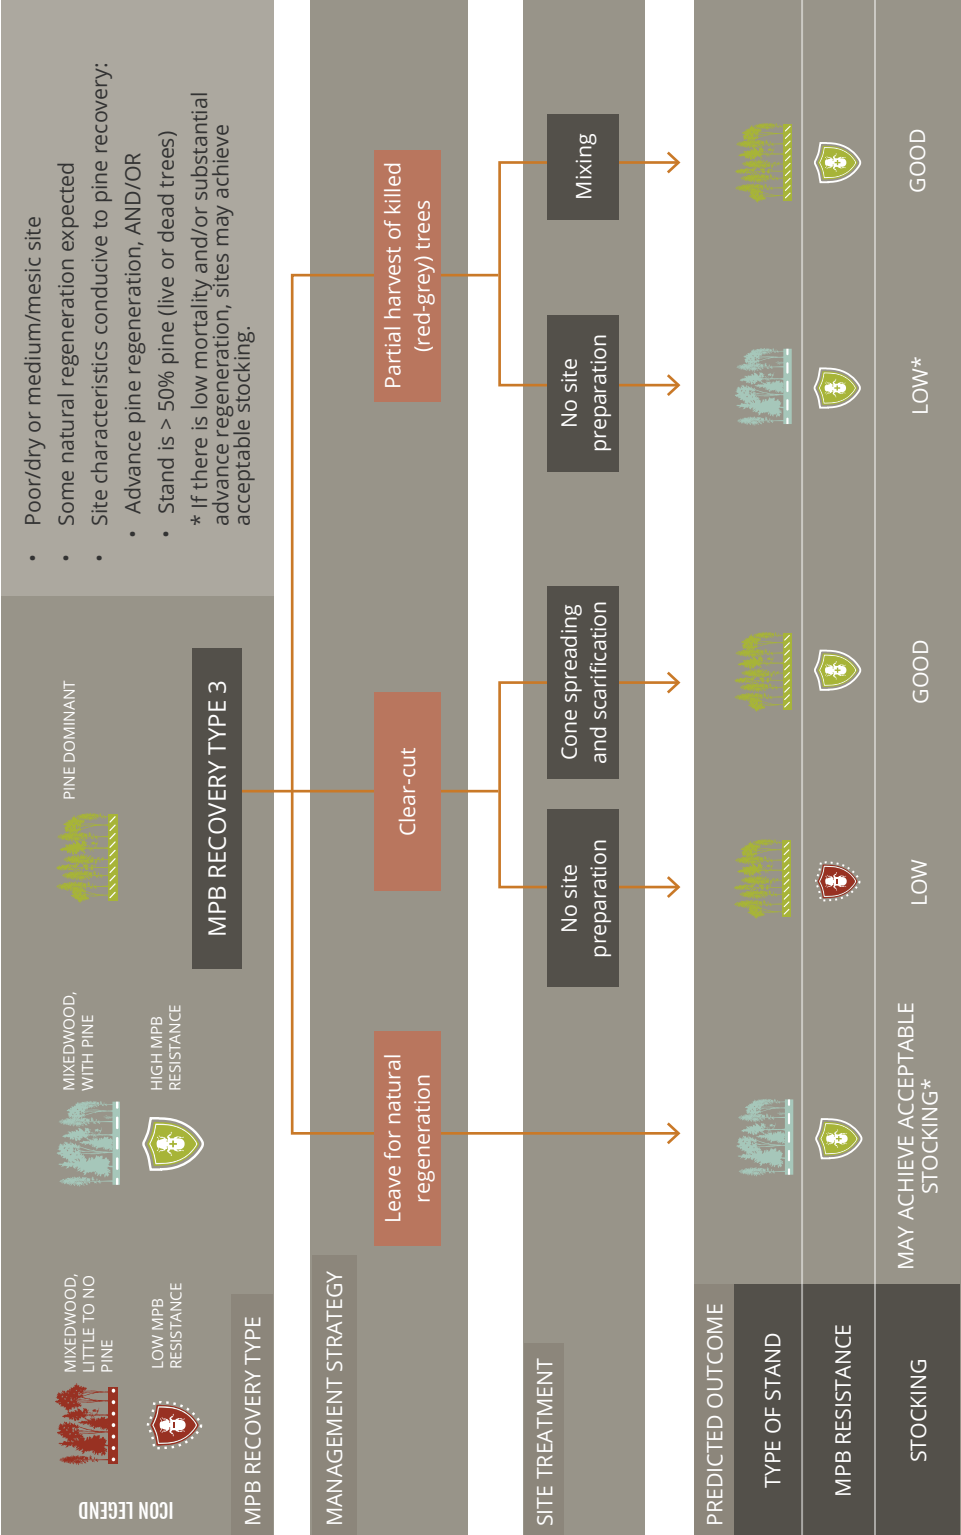 ICON LEGEND
MIXEDWOOD,
LITTLE TO NO
PINE
MIXEDWOOD,
WITH PINE
PINE DOMINANT
LOW MPB
RESISTANCE
HIGH MPB
RESISTANCE
• Poor/dry or medium/mesic site
• Some natural regeneration expected
• Site characteristics conducive to pine recovery:
• Advance pine regeneration, AND/OR
• Stand is > 50% pine (live or dead trees)
* If there is low mortality and/or substantial
advance regeneration, sites may achieve
acceptable stocking.
MPB RECOVERY TYPE
MPB RECOVERY TYPE 3
MANAGEMENT STRATEGY
Leave for natural
regeneration
Clear-cut
Partial harvest of killed
(red-grey) trees
SITE TREATMENT
No site
preparation
Cone spreading
and scarification
No site
preparation
Mixing
PREDICTED OUTCOME
TYPE OF STAND
MPB RESISTANCE
STOCKING
MAY ACHIEVE ACCEPTABLE
STOCKING*
LOW
GOOD
LOW*
GOOD